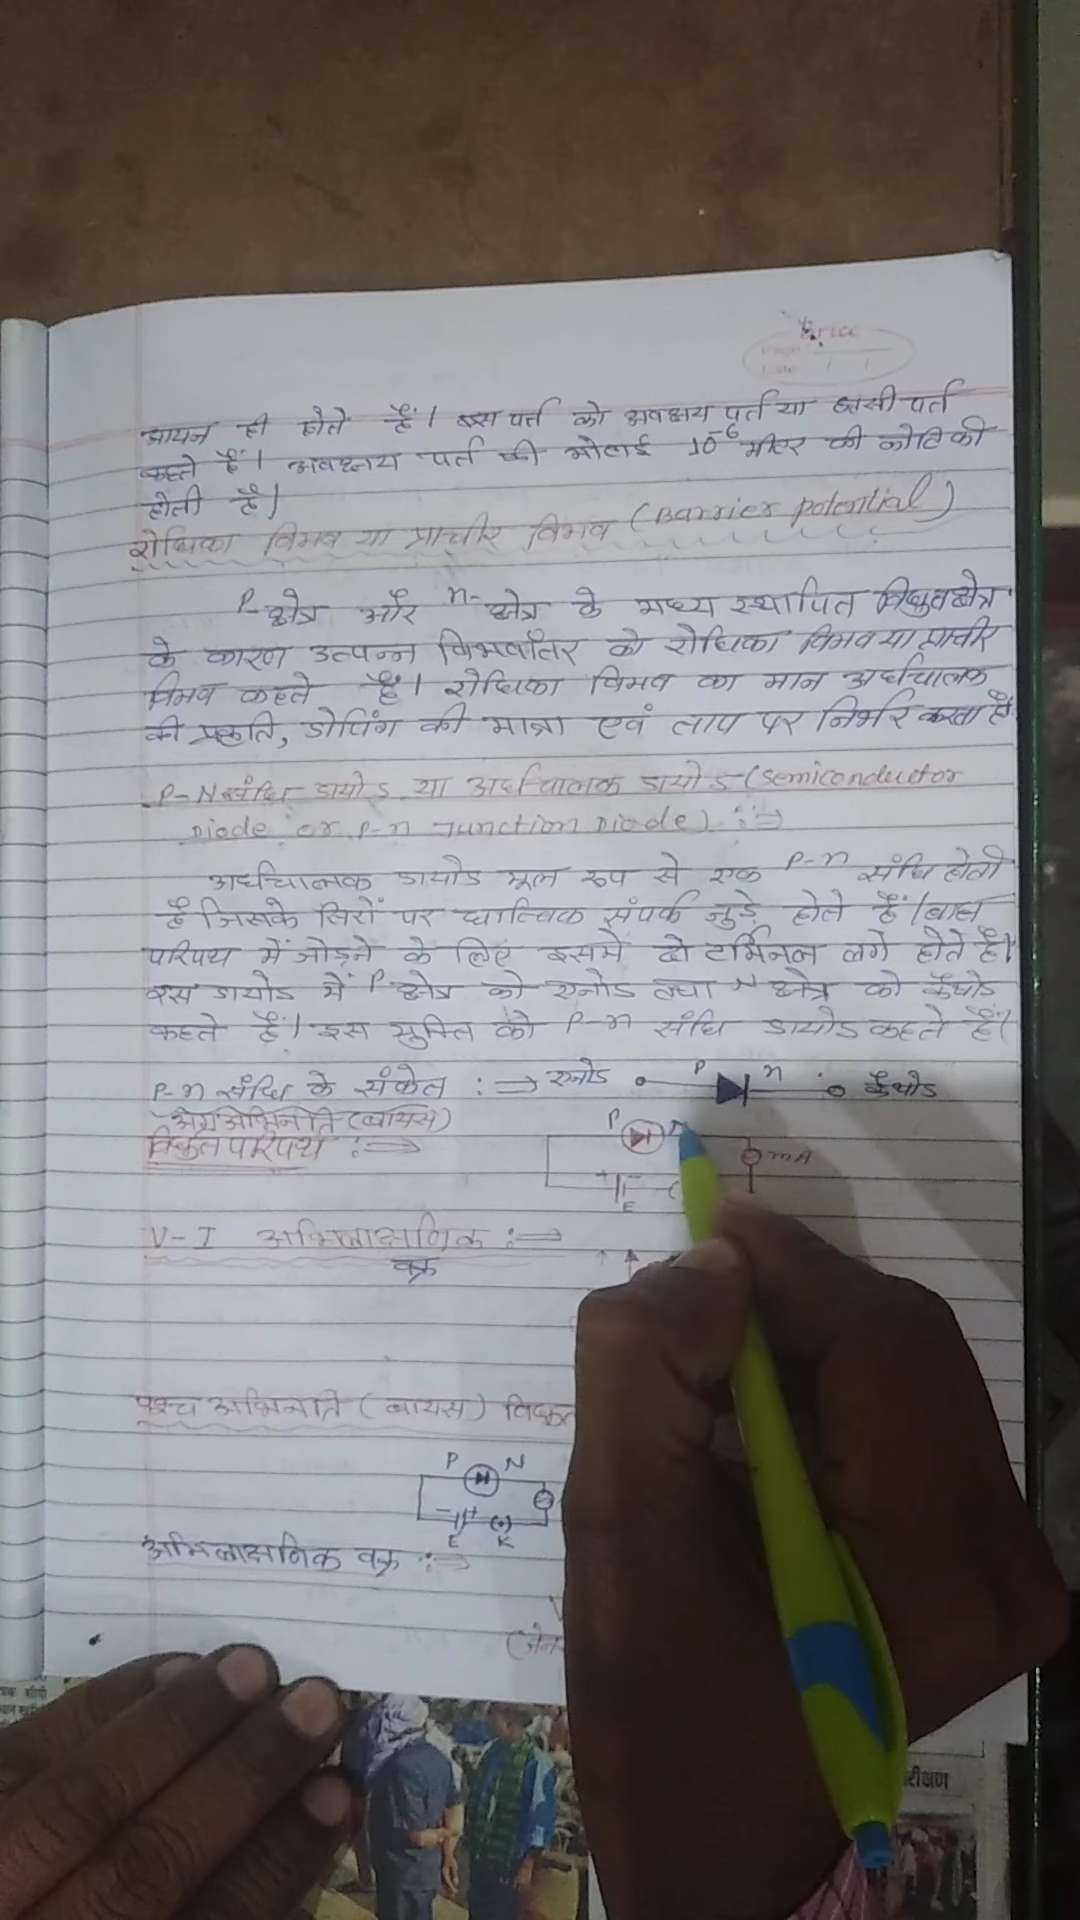 आयन ही होते हैं। इस पर्त को अवक्षय पर्त या ह्रासी पर्त
कहते हैं। अवक्षय पर्त की मोटाई 10⁻⁶ मीटर की कोटि की
होती है।
रोधिका विभव या प्राचीर विभव (Barrier potential)
P-क्षेत्र और n-क्षेत्र के मध्य स्थापित विद्युत क्षेत्र
के कारण उत्पन्न विभवांतर को रोधिका विभव या प्राचीर
विभव कहते हैं। रोधिका विभव का मान अर्धचालक
की प्रकृति, डोपिंग की मात्रा एवं ताप पर निर्भर करता है।
P-N संधि डायोड या अर्धचालक डायोड (semiconductor
Diode or P-n Junction Diode) :⇒
अर्धचालक डायोड मूल रूप से एक P-n संधि होती
है जिसके सिरों पर धात्विक संपर्क जुड़े होते हैं। बाह्य
परिपथ में जोड़ने के लिए इसमें दो टर्मिनल लगे होते है।
इस डायोड में P क्षेत्र को एनोड तथा N क्षेत्र को कैथोड
कहते हैं। इस युक्ति को P-n संधि डायोड कहते हैं।
P-n संधि के संकेत :⇒ एनोड P n कैथोड
अग्र अभिनति (बायस)
विद्युत परिपथ :⇒
P
mA
+ -
E
V-I अभिलाक्षणिक :⇒
वक्र
पश्च अभिनति (बायस)
P N
- +
E K
अभिलाक्षणिक वक्र :⇒
रीक्षण